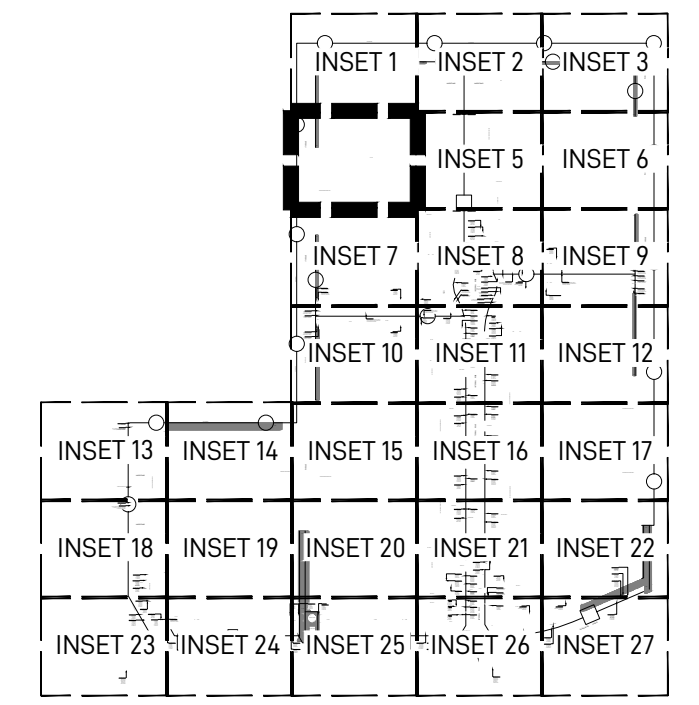 INSET 1
INSET 2
INSET 3
INSET 5
INSET 6
INSET 7
INSET 8
INSET 9
INSET 10
INSET 11
INSET 12
INSET 13
INSET 14
INSET 15
INSET 16
INSET 17
INSET 18
INSET 19
INSET 20
INSET 21
INSET 22
INSET 23
INSET 24
INSET 25
INSET 26
INSET 27